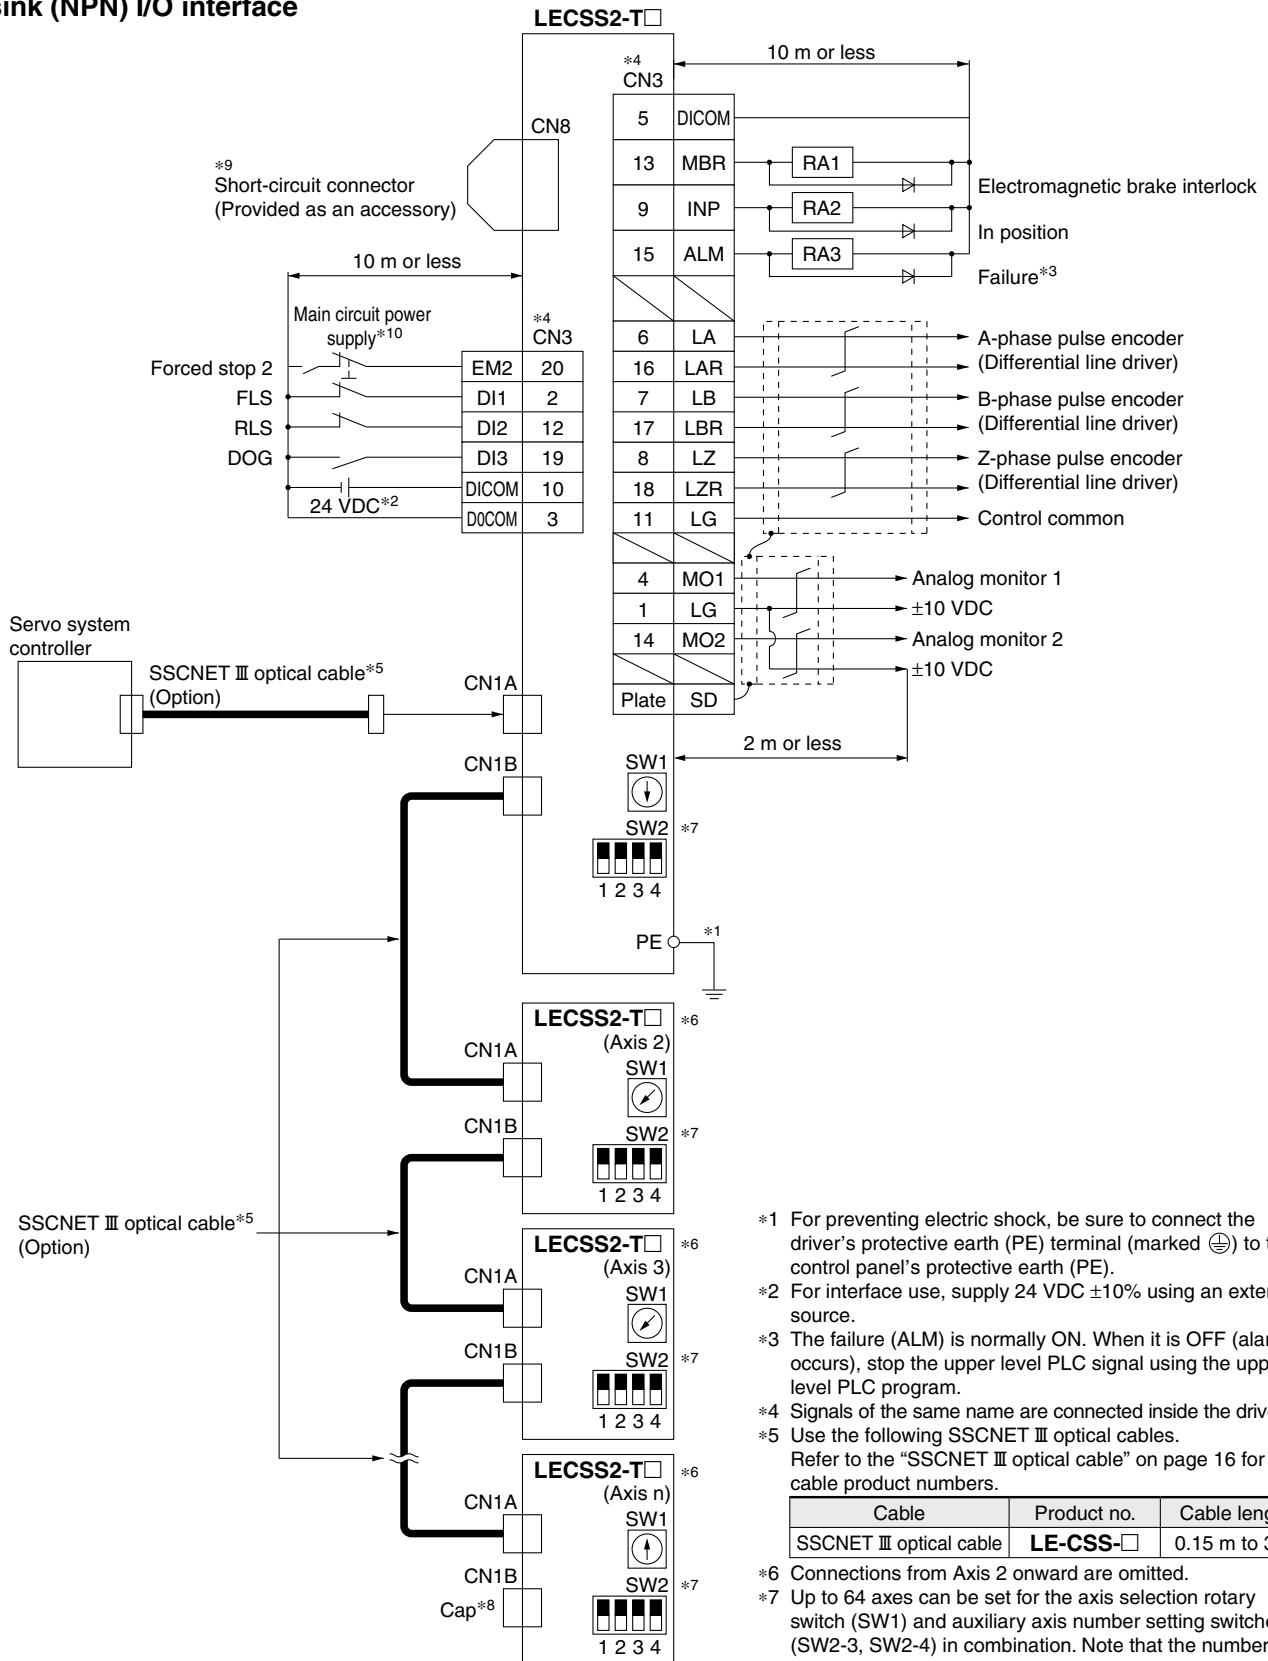 sink (NPN) I/O interface
LECSS2-T□
10 m or less
*4
CN3
5 DICOM
13 MBR RA1
Electromagnetic brake interlock
9 INP RA2
In position
15 ALM RA3
Failure*3
6 LA
16 LAR
A-phase pulse encoder
(Differential line driver)
7 LB
17 LBR
B-phase pulse encoder
(Differential line driver)
8 LZ
18 LZR
Z-phase pulse encoder
(Differential line driver)
11 LG
Control common
4 MO1 Analog monitor 1
1 LG ±10 VDC
14 MO2 Analog monitor 2
±10 VDC
Plate SD
2 m or less
CN8
*9
Short-circuit connector
(Provided as an accessory)
10 m or less
Main circuit power
supply*10
*4
CN3
Forced stop 2 EM2 20
FLS DI1 2
RLS DI2 12
DOG DI3 19
DICOM 10
24 VDC*2
D0COM 3
Servo system
controller
SSCNET Ⅲ optical cable*5
(Option)
CN1A
CN1B
SW1
SW2 *7
1 2 3 4
PE *1
LECSS2-T□ *6
(Axis 2)
CN1A
SW1
CN1B
SW2 *7
1 2 3 4
SSCNET Ⅲ optical cable*5
(Option)
LECSS2-T□ *6
(Axis 3)
CN1A
SW1
CN1B
SW2 *7
1 2 3 4
LECSS2-T□ *6
(Axis n)
CN1A
SW1
CN1B
Cap*8
SW2 *7
1 2 3 4
*1 For preventing electric shock, be sure to connect the
driver's protective earth (PE) terminal (marked ⏚) to
control panel's protective earth (PE).
*2 For interface use, supply 24 VDC ±10% using an
source.
*3 The failure (ALM) is normally ON. When it is OFF
occurs), stop the upper level PLC signal using the
level PLC program.
*4 Signals of the same name are connected inside the
*5 Use the following SSCNET Ⅲ optical cables.
Refer to the “SSCNET Ⅲ optical cable” on page 16 for
cable product numbers.
Cable Product no. Cable
SSCNET Ⅲ optical cable LE-CSS-□ 0.15 m to
*6 Connections from Axis 2 onward are omitted.
*7 Up to 64 axes can be set for the axis selection rotary
switch (SW1) and auxiliary axis number setting
(SW2-3, SW2-4) in combination. Note that the number